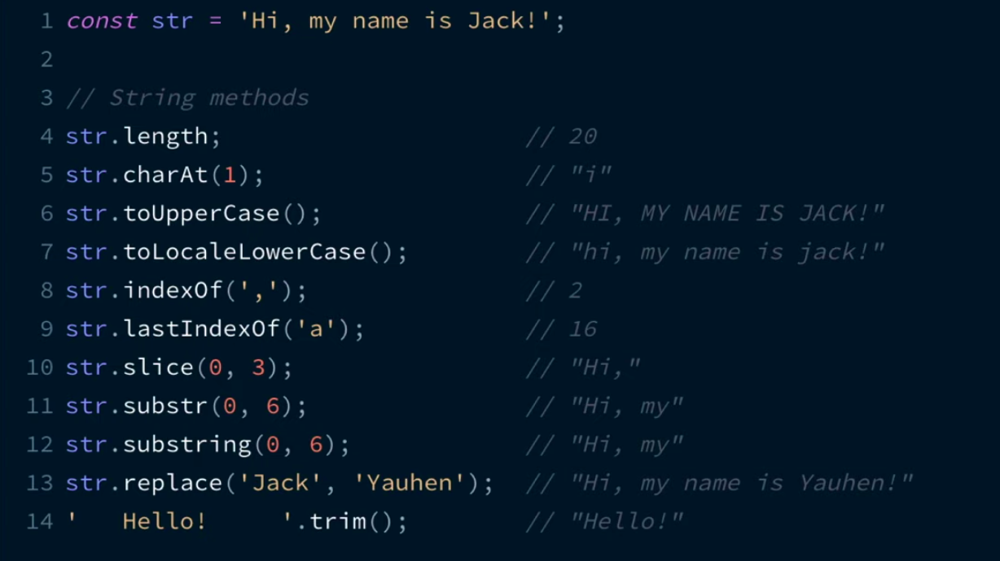 1 const str = 'Hi, my name is Jack!';
2
3 // String methods
4 str.length; // 20
5 str.charAt(1); // "i"
6 str.toUpperCase(); // "HI, MY NAME IS JACK!"
7 str.toLocaleLowerCase(); // "hi, my name is jack!"
8 str.indexOf(','); // 2
9 str.lastIndexOf('a'); // 16
10 str.slice(0, 3); // "Hi,"
11 str.substr(0, 6); // "Hi, my"
12 str.substring(0, 6); // "Hi, my"
13 str.replace('Jack', 'Yauhen'); // "Hi, my name is Yauhen!"
14 '   Hello!     '.trim(); // "Hello!"